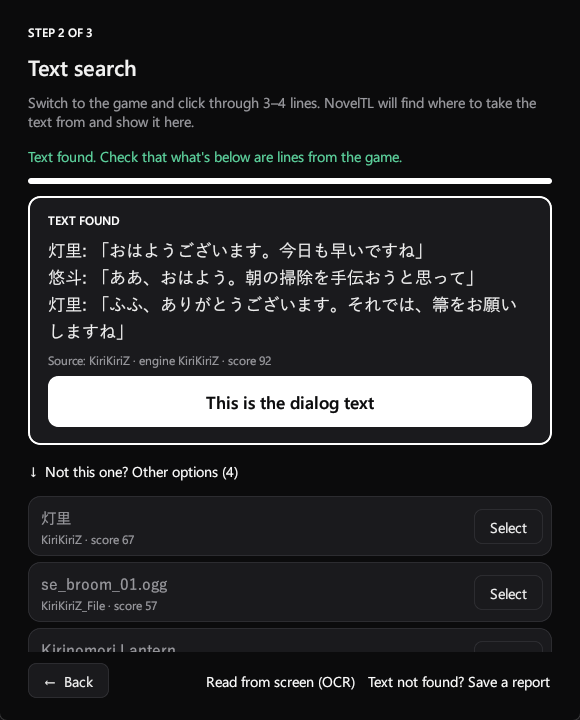 STEP 2 OF 3
Text search
Switch to the game and click through 3–4 lines. NovelTL will find where to take the
text from and show it here.
Text found. Check that what's below are lines from the game.
TEXT FOUND
灯里: 「おはようございます。今日も早いですね」
悠斗: 「ああ、おはよう。朝の掃除を手伝おうと思って」
灯里: 「ふふ、ありがとうございます。それでは、箒をお願い
しますね」
Source: KiriKiriZ · engine KiriKiriZ · score 92
This is the dialog text
↓ Not this one? Other options (4)
灯里
KiriKiriZ · score 67
Select
se_broom_01.ogg
KiriKiriZ_File · score 57
Select
Kirinomori Lantern
← Back
Read from screen (OCR)
Text not found? Save a report